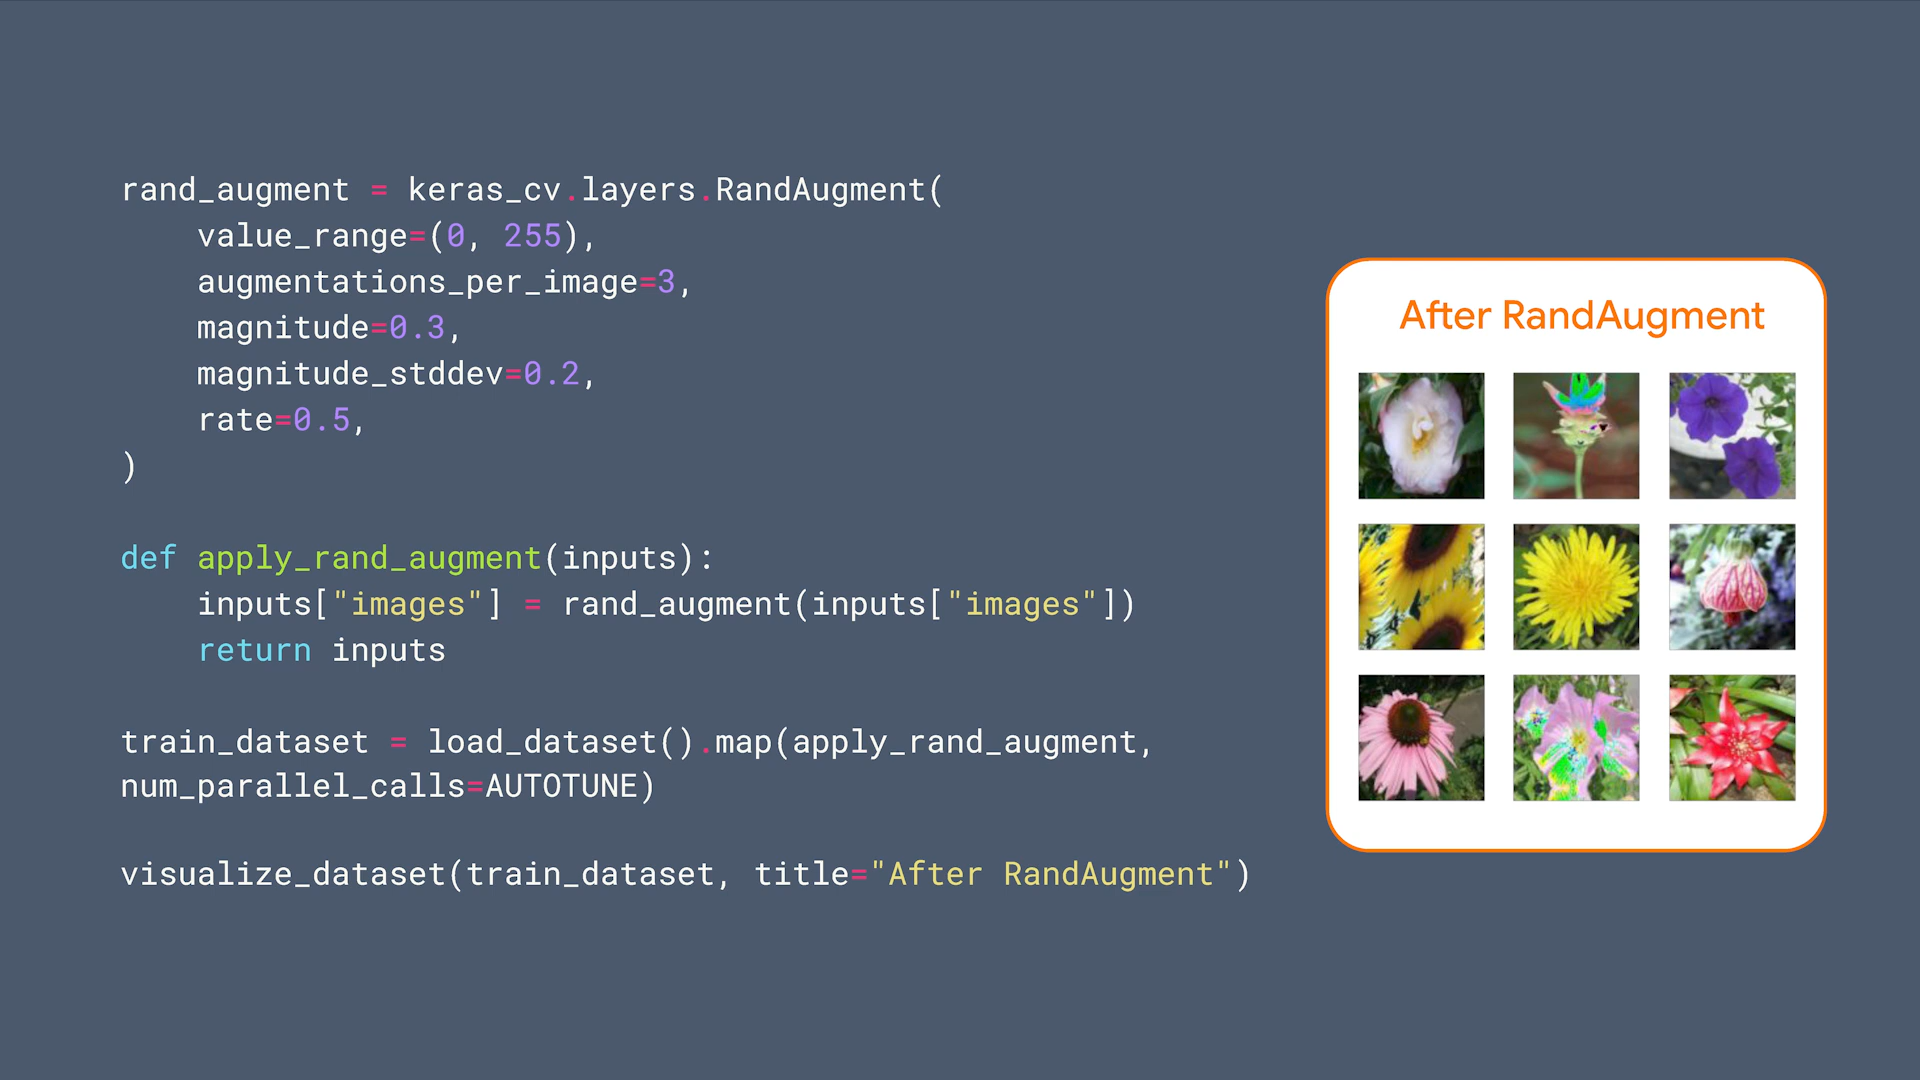 rand_augment = keras_cv.layers.RandAugment(
    value_range=(0, 255),
    augmentations_per_image=3,
    magnitude=0.3,
    magnitude_stddev=0.2,
    rate=0.5,
)
def apply_rand_augment(inputs):
    inputs["images"] = rand_augment(inputs["images"])
    return inputs
train_dataset = load_dataset().map(apply_rand_augment,
num_parallel_calls=AUTOTUNE)
visualize_dataset(train_dataset, title="After RandAugment")
After RandAugment